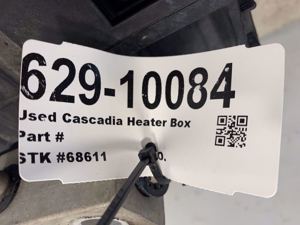 629-10084
Used Cascadia Heater Box
Part #
STK #68611